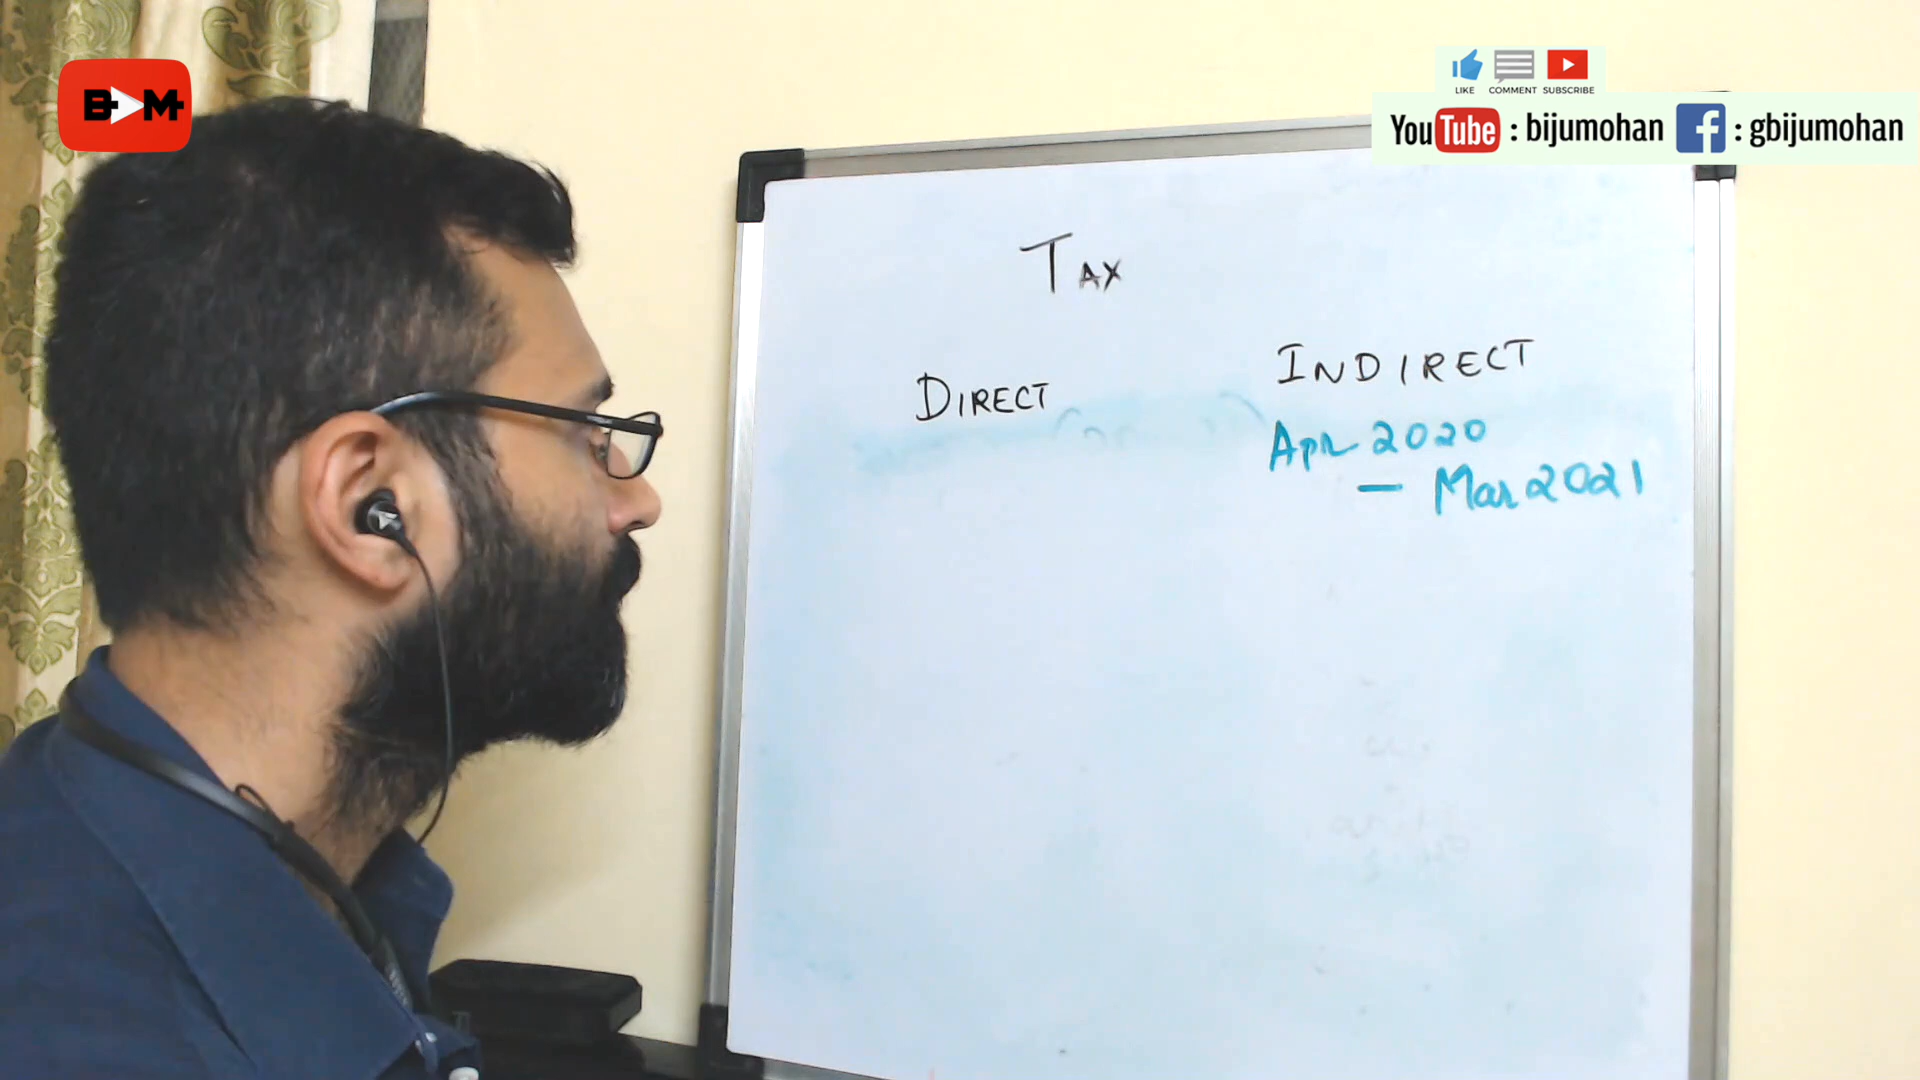 B▶M
LIKE COMMENT SUBSCRIBE
YouTube : bijumohan f : gbijumohan
TAX
DIRECT
INDIRECT
Apr 2020
— Mar 2021